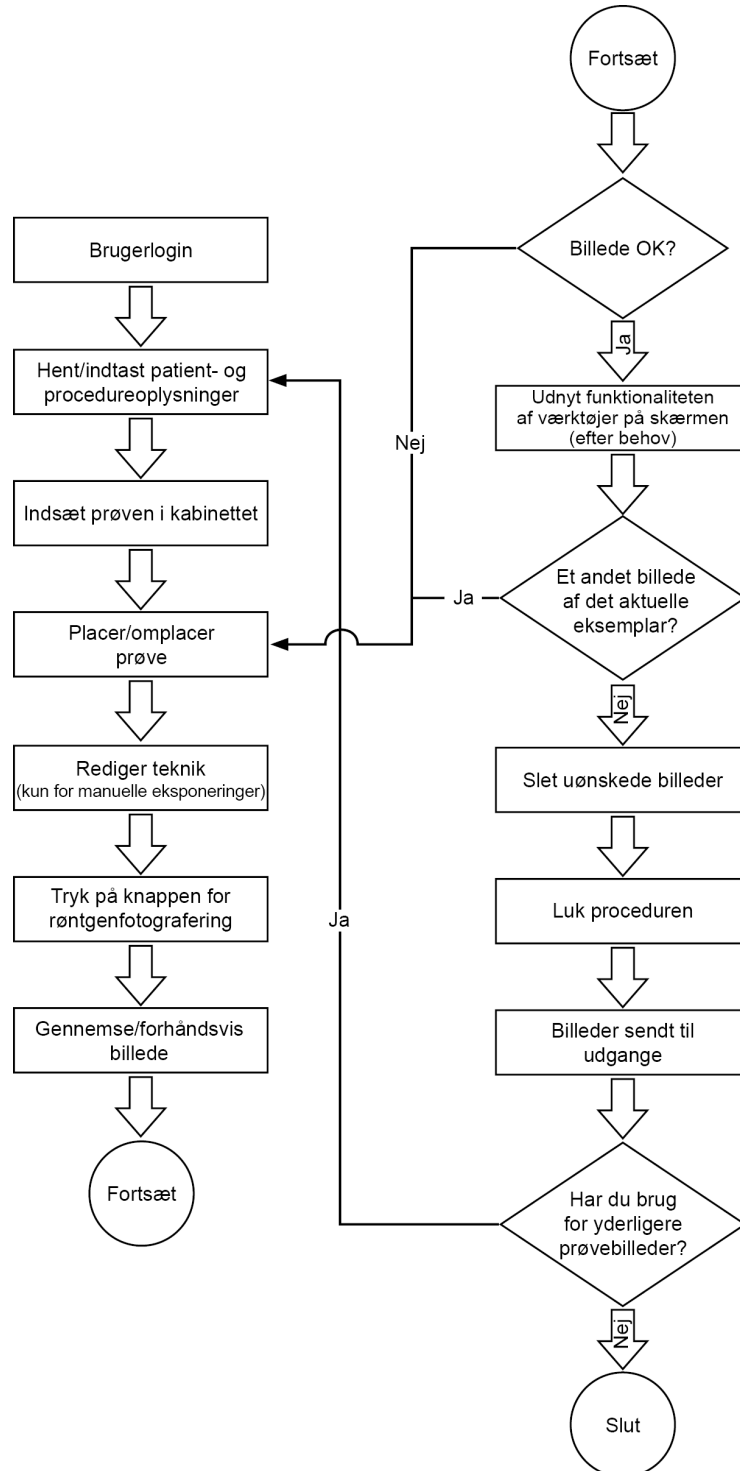 Brugerlogin
Hent/indtast patient- og
procedureoplysninger
Indsæt prøven i kabinettet
Placer/omplacer
prøve
Rediger teknik
(kun for manuelle eksponeringer)
Tryk på knappen for
røntgenfotografering
Gennemse/forhåndsvis
billede
Fortsæt
Fortsæt
Billede OK?
Nej
Ja
Udnyt funktionaliteten
af værktøjer på skærmen
(efter behov)
Et andet billede
af det aktuelle
eksemplar?
Ja
Nej
Slet uønskede billeder
Luk proceduren
Billeder sendt til
udgange
Har du brug
for yderligere
prøvebilleder?
Ja
Nej
Slut